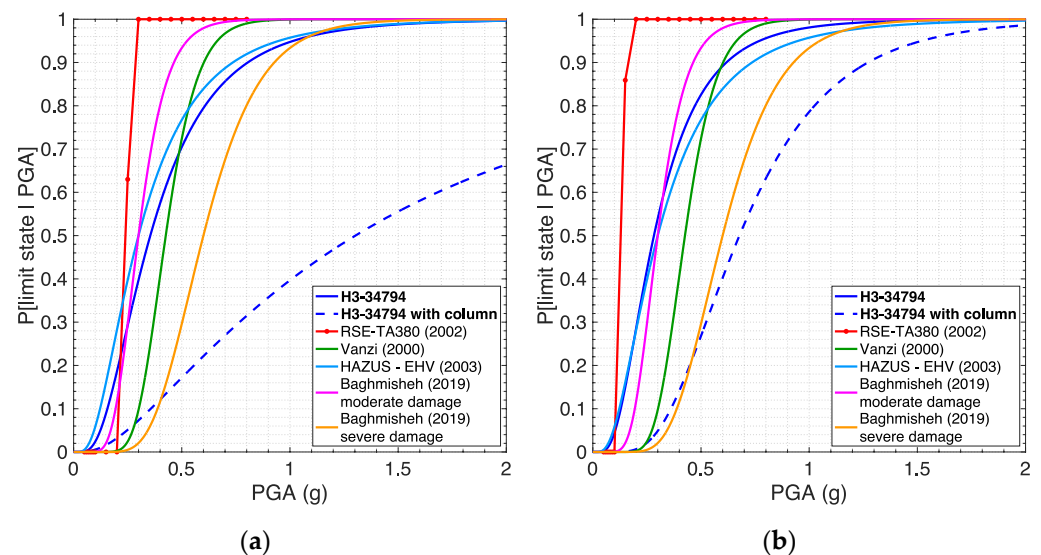 1
0.9
0.8
0.7
0.6
0.5
0.4
0.3
0.2
0.1
0
P[limit state | PGA]
0 0.5 1 1.5 2
PGA (g)
H3-34794
H3-34794 with column
RSE-TA380 (2002)
Vanzi (2000)
HAZUS - EHV (2003)
Baghmisheh (2019)
moderate damage
Baghmisheh (2019)
severe damage
(a)
1
0.9
0.8
0.7
0.6
0.5
0.4
0.3
0.2
0.1
0
P[limit state | PGA]
0 0.5 1 1.5 2
PGA (g)
H3-34794
H3-34794 with column
RSE-TA380 (2002)
Vanzi (2000)
HAZUS - EHV (2003)
Baghmisheh (2019)
moderate damage
Baghmisheh (2019)
severe damage
(b)